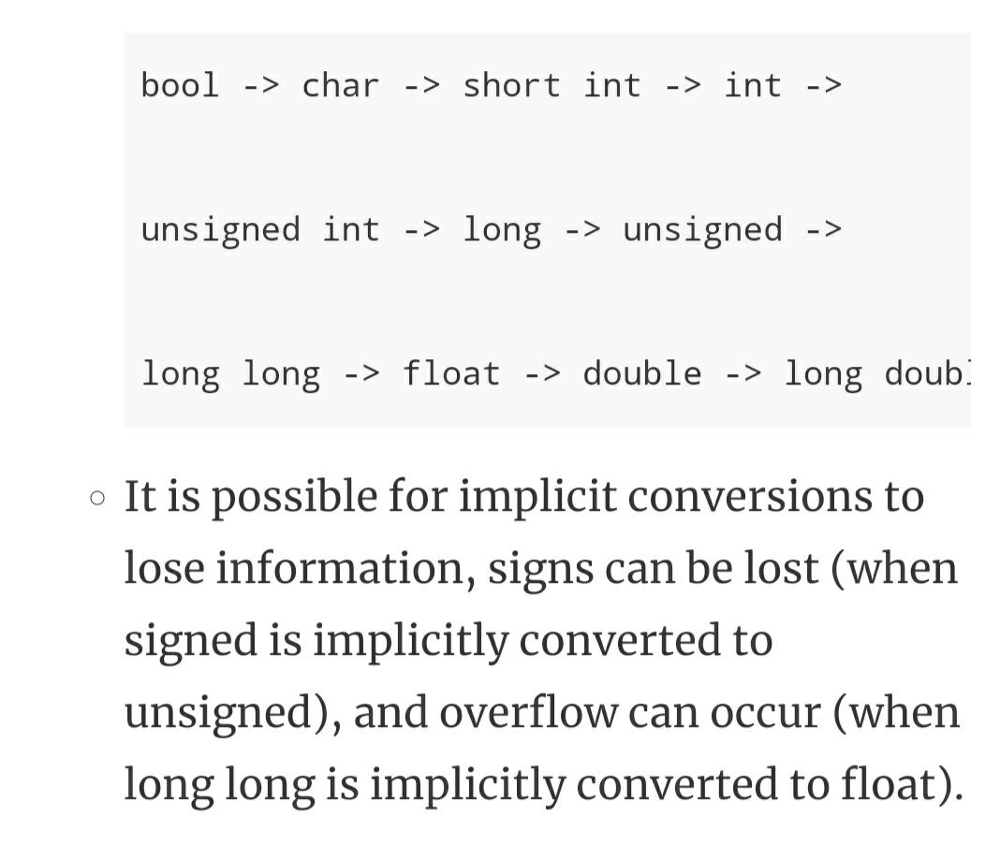 bool -> char -> short int -> int ->
unsigned int -> long -> unsigned ->
long long -> float -> double -> long doubl
It is possible for implicit conversions to
lose information, signs can be lost (when
signed is implicitly converted to
unsigned), and overflow can occur (when
long long is implicitly converted to float).